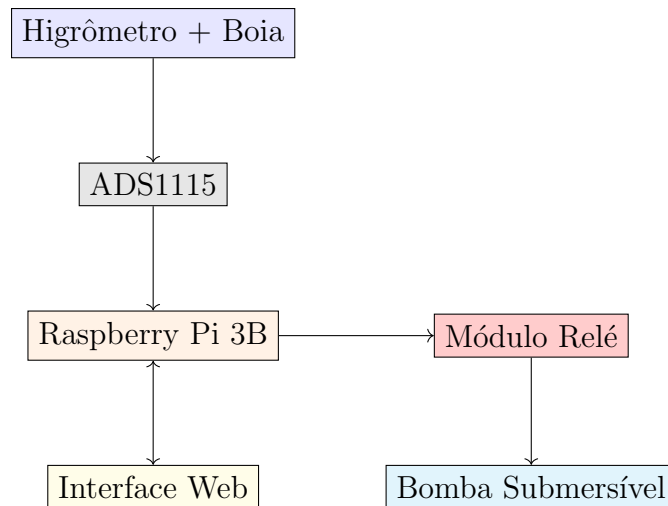 Higrômetro + Boia
ADS1115
Raspberry Pi 3B
Módulo Relé
Interface Web
Bomba Submersível